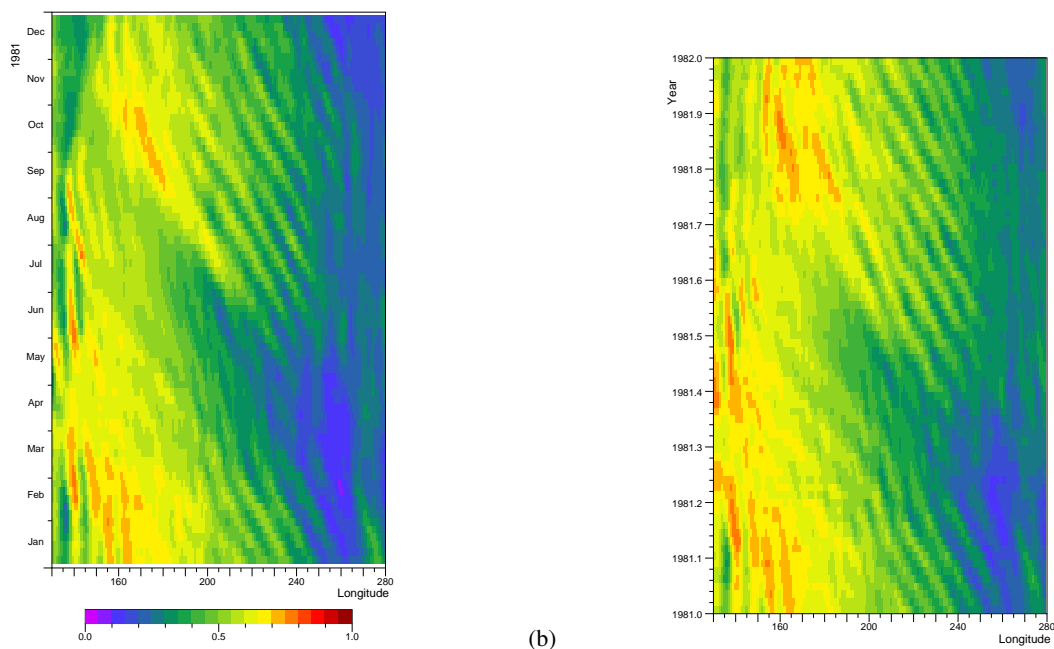 1981
Dec
Nov
Oct
Sep
Aug
Jul
Jun
May
Apr
Mar
Feb
Jan
160 200 240 280
Longitude
0.0 0.5 1.0
(b)
Year
1982.0
1981.9
1981.8
1981.7
1981.6
1981.5
1981.4
1981.3
1981.2
1981.1
1981.0
160 200 240 280
Longitude